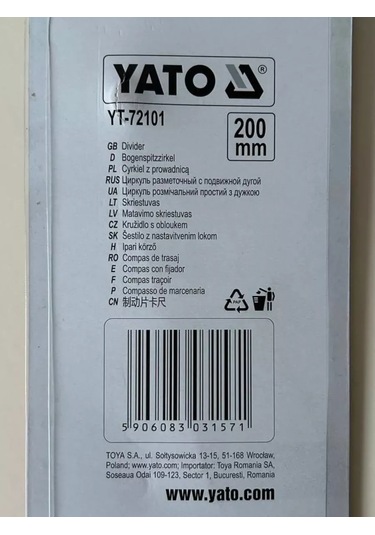 YATO ®
YT-72101
200
mm
GB Divider
D Bogenspitzzirkel
PL Cyrkiel z prowadnicą
RUS Циркуль разметочный с подвижной дугой
UA Циркуль розмічальний простий з дужкою
LT Skriestuvas
LV Matavimo skriestuvas
CZ Kružidlo s obloukem
SK Šestilo z nastavitvenim lokom
H Ipari körző
RO Compas de trasaj
E Compas con fijador
F Compas traçoir
P Compasso de marcenaria
CN 制动片卡尺
PAP
5 906083 031571
TOYA S.A., ul. Sołtysowicka 13-15, 51-168 Wrocław,
Poland; www.yato.com; Importator: Toya Romania SA,
Soseaua Odai 109-123, Sector 1, Bucuresti, Romania
www.yato.com